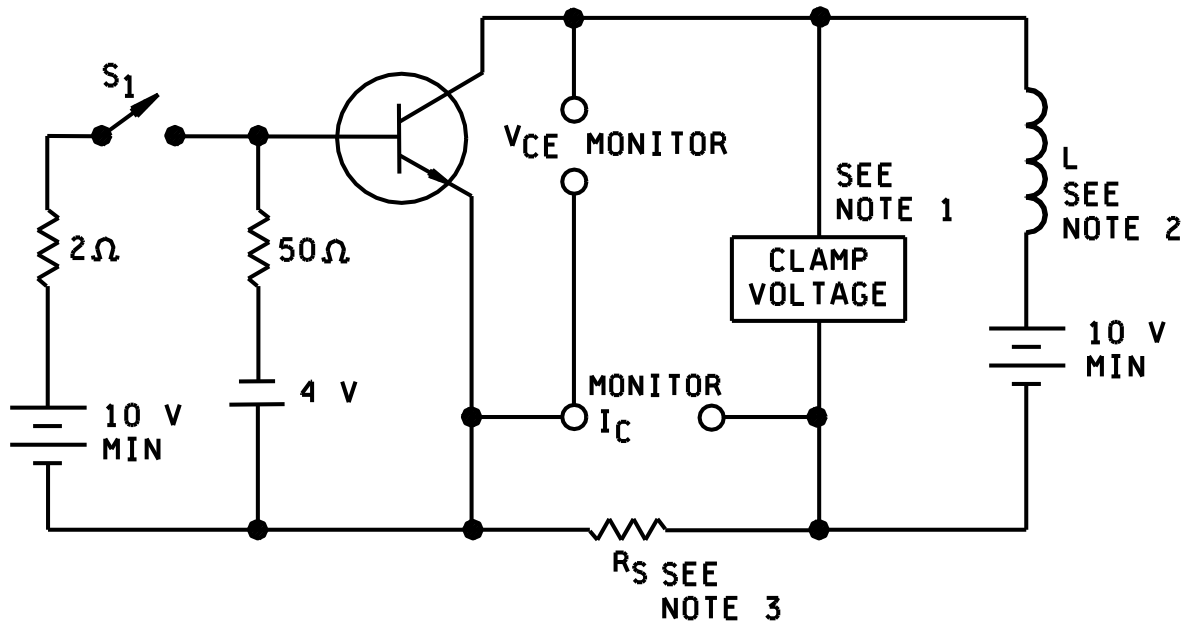 S1
VCE MONITOR
SEE
NOTE 1
L
SEE
NOTE 2
2Ω
50Ω
CLAMP
VOLTAGE
10 V
MIN
4 V
MONITOR
IC
10 V
MIN
RS SEE
NOTE 3